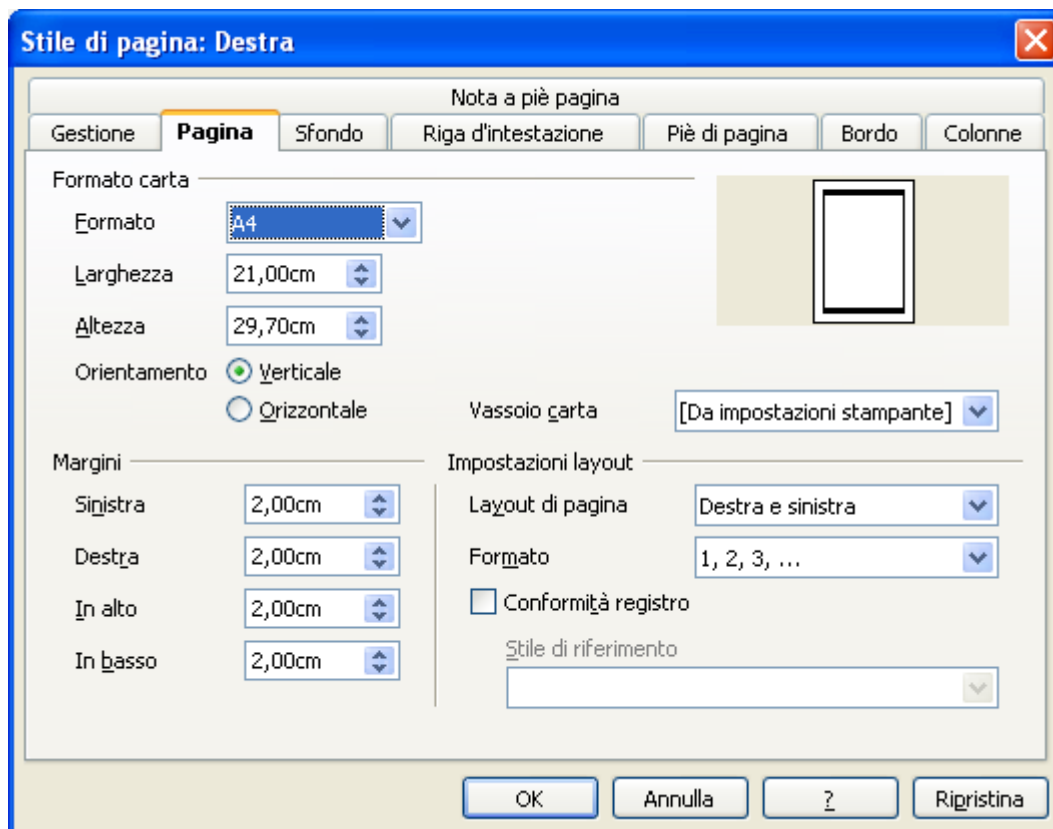 Stile di pagina: Destra
Nota a piè pagina
Gestione Pagina Sfondo Riga d'intestazione Piè di pagina Bordo Colonne
Formato carta
Formato A4
Larghezza 21,00cm
Altezza 29,70cm
Orientamento Verticale
Orizzontale Vassoio carta [Da impostazioni stampante]
Margini Impostazioni layout
Sinistra 2,00cm Layout di pagina Destra e sinistra
Destra 2,00cm Formato 1, 2, 3, ...
In alto 2,00cm Conformità registro
In basso 2,00cm Stile di riferimento
OK Annulla ? Ripristina